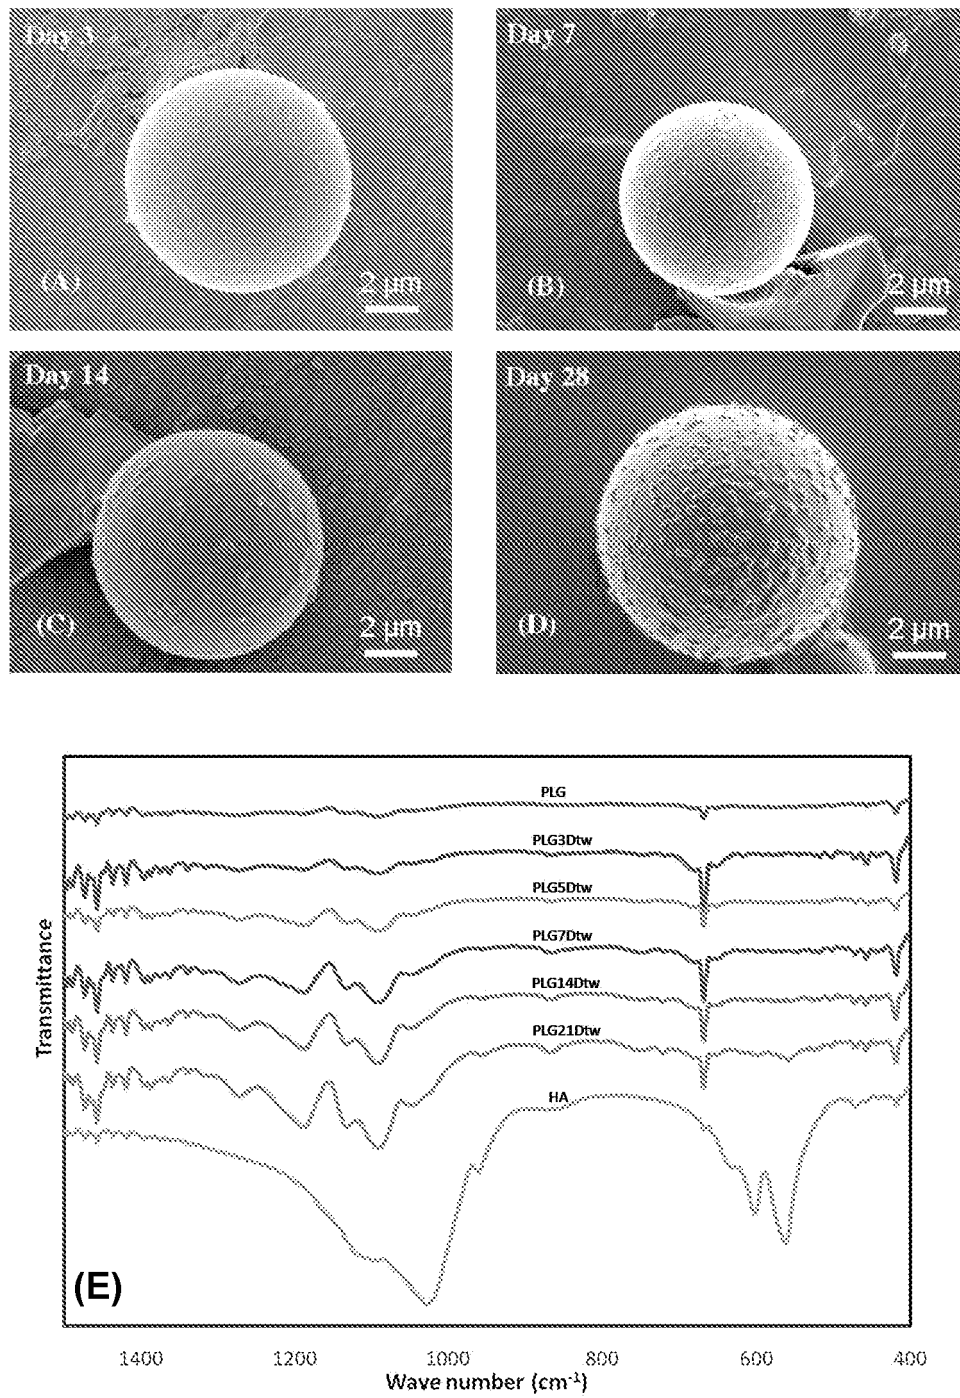 Day 3
(A)
2 μm
Day 7
(B)
2 μm
Day 14
(C)
2 μm
Day 28
(D)
2 μm
PLG
PLG3Dtw
PLG5Dtw
PLG7Dtw
PLG14Dtw
PLG21Dtw
HA
Transmittance
(E)
1400 1200 1000 800 600 400
Wave number (cm⁻¹)